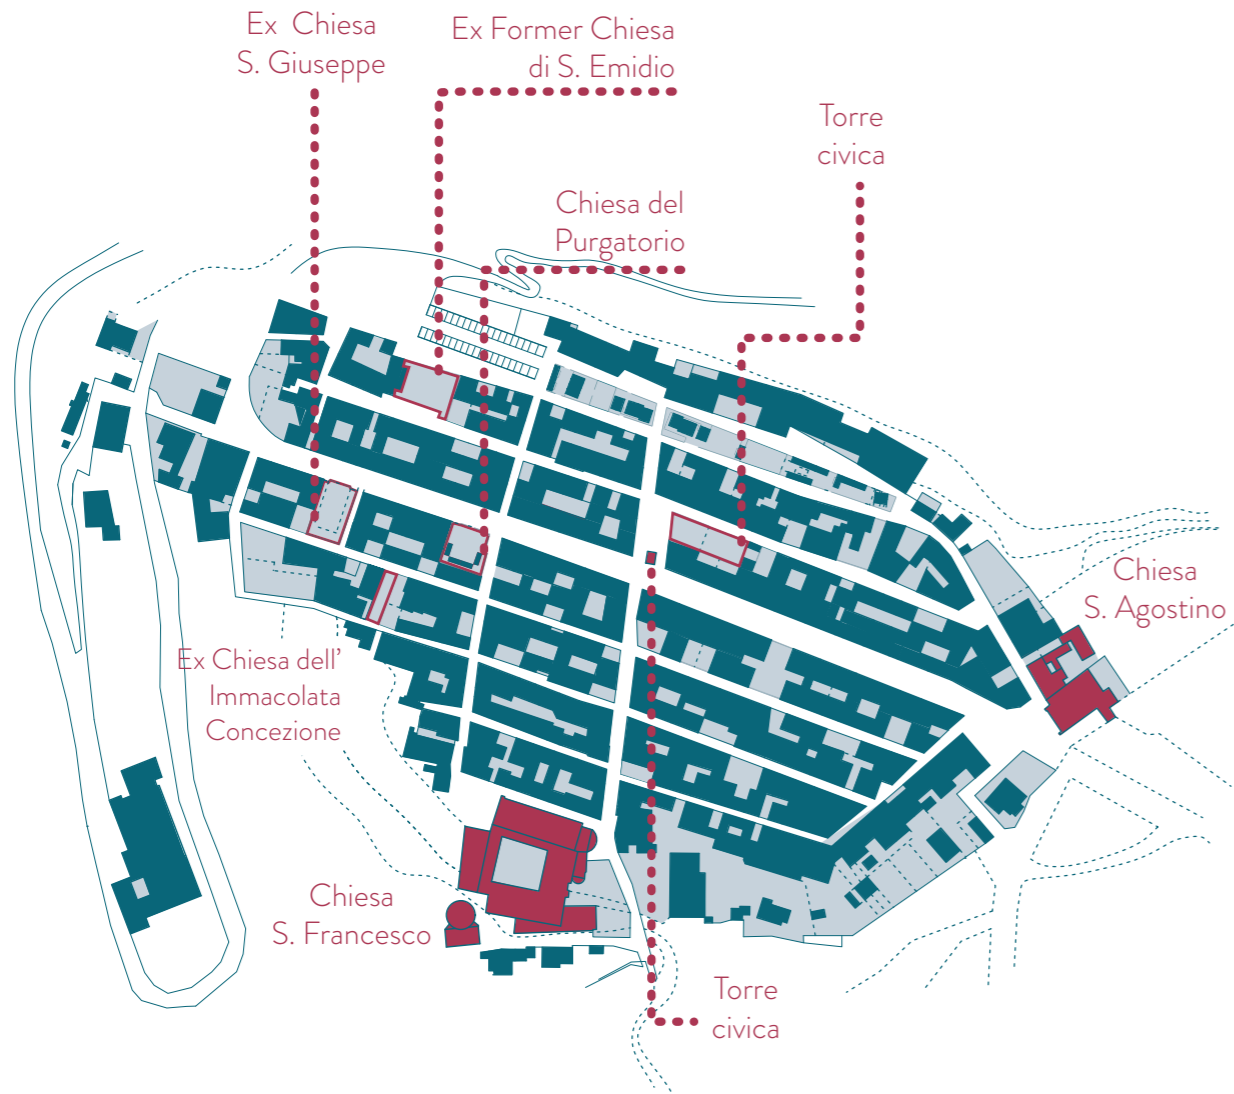 Ex Chiesa
S. Giuseppe
Ex Former Chiesa
di S. Emidio
Torre
civica
Chiesa del
Purgatorio
Chiesa
S. Agostino
Ex Chiesa dell’
Immacolata
Concezione
Chiesa
S. Francesco
Torre
civica